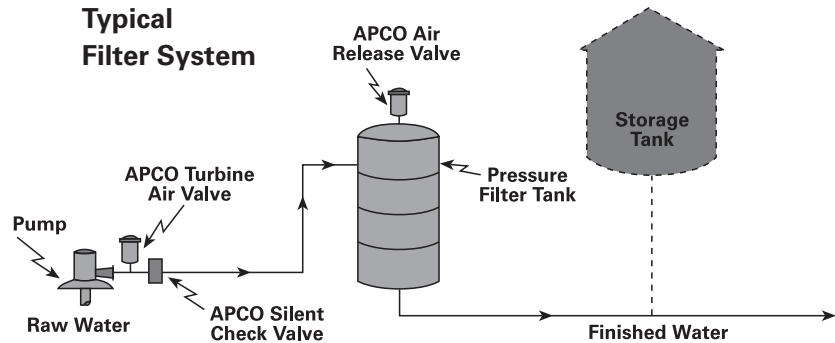 Typical
Filter System
APCO Air
Release Valve
Storage
Tank
APCO Turbine
Air Valve
Pressure
Filter Tank
Pump
Raw Water
APCO Silent
Check Valve
Finished Water